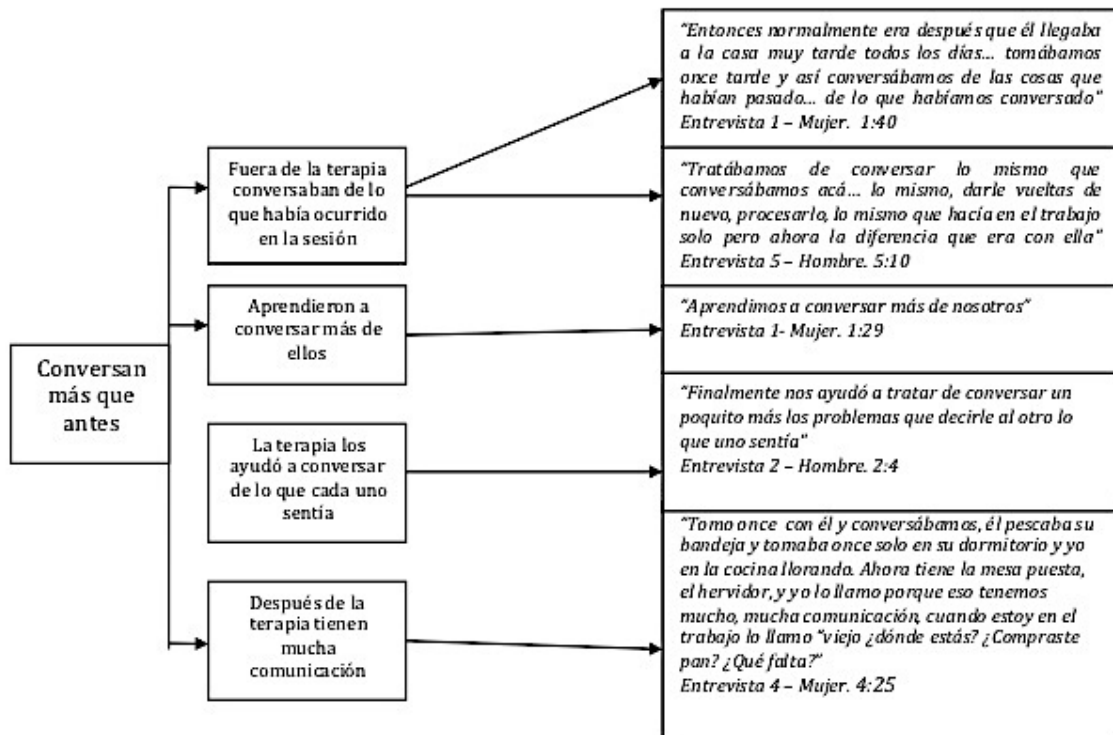 Conversan
más que
antes
Fuera de la terapia
conversaban de lo
que había ocurrido
en la sesión
Aprendieron a
conversar más de
ellos
La terapia los
ayudó a conversar
de lo que cada uno
sentía
Después de la
terapia tienen
mucha
comunicación
“Entonces normalmente era después que él llegaba
a la casa muy tarde todos los días... tomábamos
once tarde y así conversábamos de las cosas que
habían pasado... de lo que habíamos conversado”
Entrevista 1 – Mujer. 1:40
“Tratábamos de conversar lo mismo que
conversábamos acá... lo mismo, darle vueltas de
nuevo, procesarlo, lo mismo que hacía en el trabajo
solo pero ahora la diferencia que era con ella”
Entrevista 5 – Hombre. 5:10
“Aprendimos a conversar más de nosotros”
Entrevista 1- Mujer. 1:29
“Finalmente nos ayudó a tratar de conversar un
poquito más los problemas que decirle al otro lo
que uno sentía”
Entrevista 2 – Hombre. 2:4
“Tomo once con él y conversábamos, él pescaba su
bandeja y tomaba once solo en su dormitorio y yo
en la cocina llorando. Ahora tiene la mesa puesta,
el hervidor, y yo lo llamo porque eso tenemos
mucho, mucha comunicación, cuando estoy en el
trabajo lo llamo “viejo ¿dónde estás? ¿Compraste
pan? ¿Qué falta?”
Entrevista 4 – Mujer. 4:25